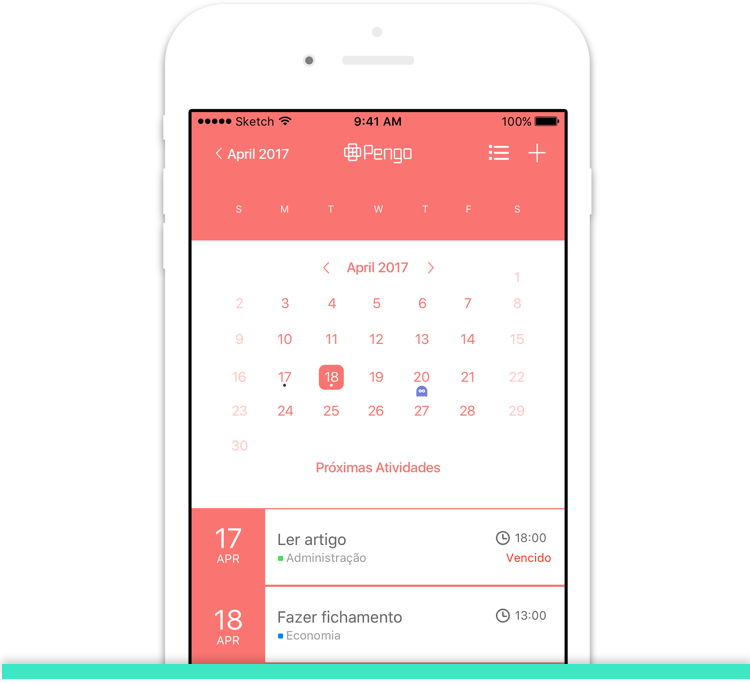 Sketch 9:41 AM 100%
April 2017 Pengo
S M T W T F S
April 2017
1
2 3 4 5 6 7 8
9 10 11 12 13 14 15
16 17 18 19 20 21 22
23 24 25 26 27 28 29
30
Próximas Atividades
17 Ler artigo 18:00
APR Administração Vencido
18 Fazer fichamento 13:00
APR Economia